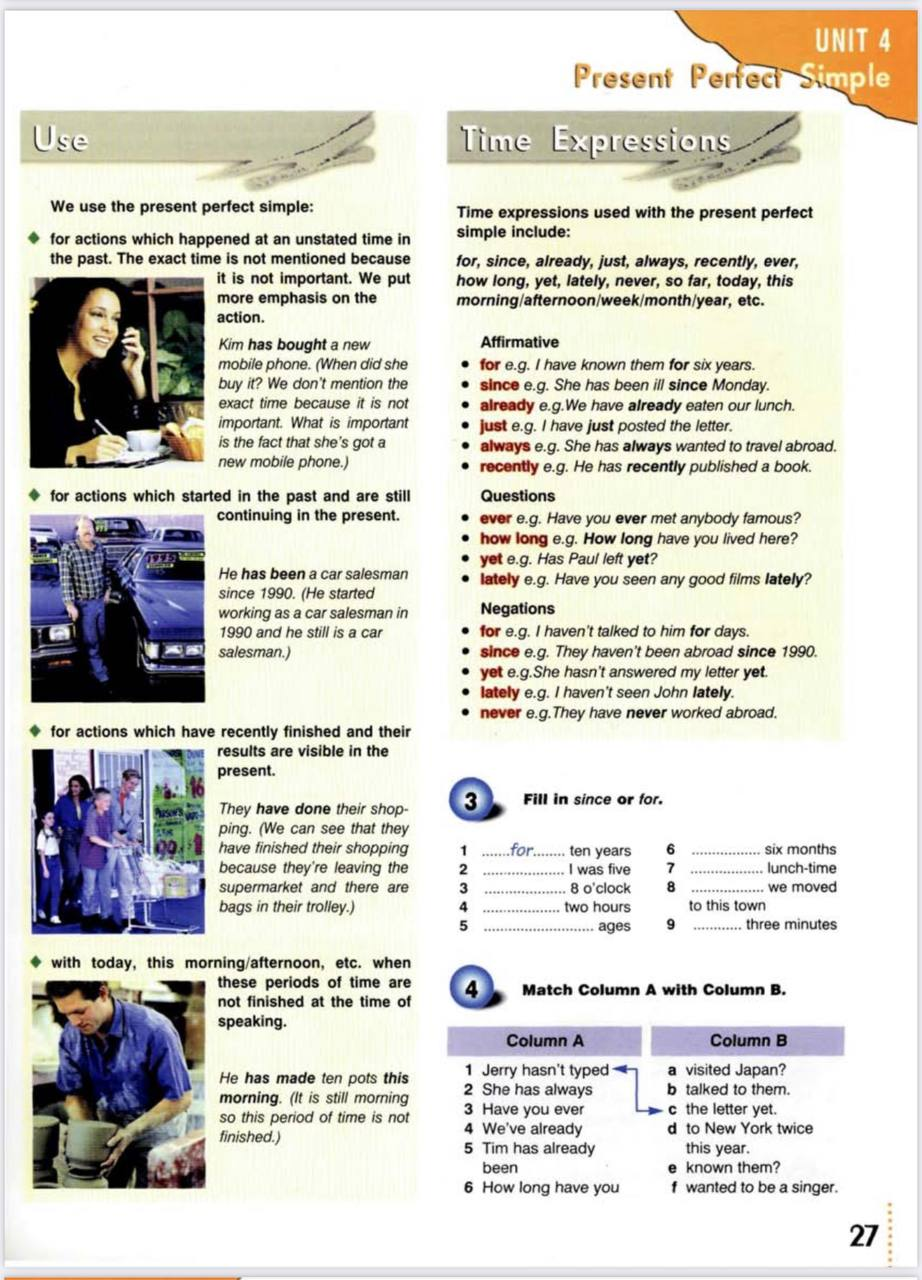 UNIT 4
Present Perfect Simple
Use
We use the present perfect simple:
◆ for actions which happened at an unstated time in
the past. The exact time is not mentioned because
it is not important. We put
more emphasis on the
action.
Kim has bought a new
mobile phone. (When did she
buy it? We don't mention the
exact time because it is not
important. What is important
is the fact that she's got a
new mobile phone.)
◆ for actions which started in the past and are still
continuing in the present.
1995
He has been a car salesman
since 1990. (He started
working as a car salesman in
1990 and he still is a car
salesman.)
◆ for actions which have recently finished and their
results are visible in the
present.
They have done their shop-
ping. (We can see that they
have finished their shopping
because they're leaving the
supermarket and there are
bags in their trolley.)
◆ with today, this morning/afternoon, etc. when
these periods of time are
not finished at the time of
speaking.
He has made ten pots this
morning. (It is still morning
so this period of time is not
finished.)
Time Expressions
Time expressions used with the present perfect
simple include:
for, since, already, just, always, recently, ever,
how long, yet, lately, never, so far, today, this
morning/afternoon/week/month/year, etc.
Affirmative
• for e.g. I have known them for six years.
• since e.g. She has been ill since Monday.
• already e.g.We have already eaten our lunch.
• just e.g. I have just posted the letter.
• always e.g. She has always wanted to travel abroad.
• recently e.g. He has recently published a book.
Questions
• ever e.g. Have you ever met anybody famous?
• how long e.g. How long have you lived here?
• yet e.g. Has Paul left yet?
• lately e.g. Have you seen any good films lately?
Negations
• for e.g. I haven't talked to him for days.
• since e.g. They haven't been abroad since 1990.
• yet e.g.She hasn't answered my letter yet.
• lately e.g. I haven't seen John lately.
• never e.g.They have never worked abroad.
3 Fill in since or for.
1 ......for........ ten years
2 ..................... I was five
3 ..................... 8 o'clock
4 .................... two hours
5 ............................. ages
6 .................. six months
7 ................... lunch-time
8 ................... we moved
to this town
9 ............ three minutes
4 Match Column A with Column B.
Column A
1 Jerry hasn't typed
2 She has always
3 Have you ever
4 We've already
5 Tim has already
been
6 How long have you
Column B
a visited Japan?
b talked to them.
c the letter yet.
d to New York twice
this year.
e known them?
f wanted to be a singer.
27